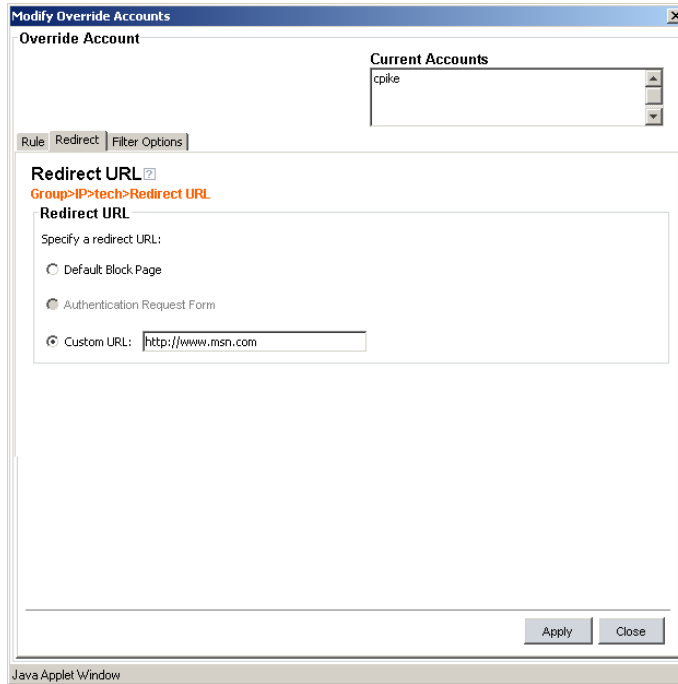 Modify Override Accounts
Override Account
Current Accounts
cpike
Rule Redirect Filter Options
Redirect URL ?
Group>IP>tech>Redirect URL
Redirect URL
Specify a redirect URL:
Default Block Page
Authentication Request Form
Custom URL: http://www.msn.com
Apply Close
Java Applet Window